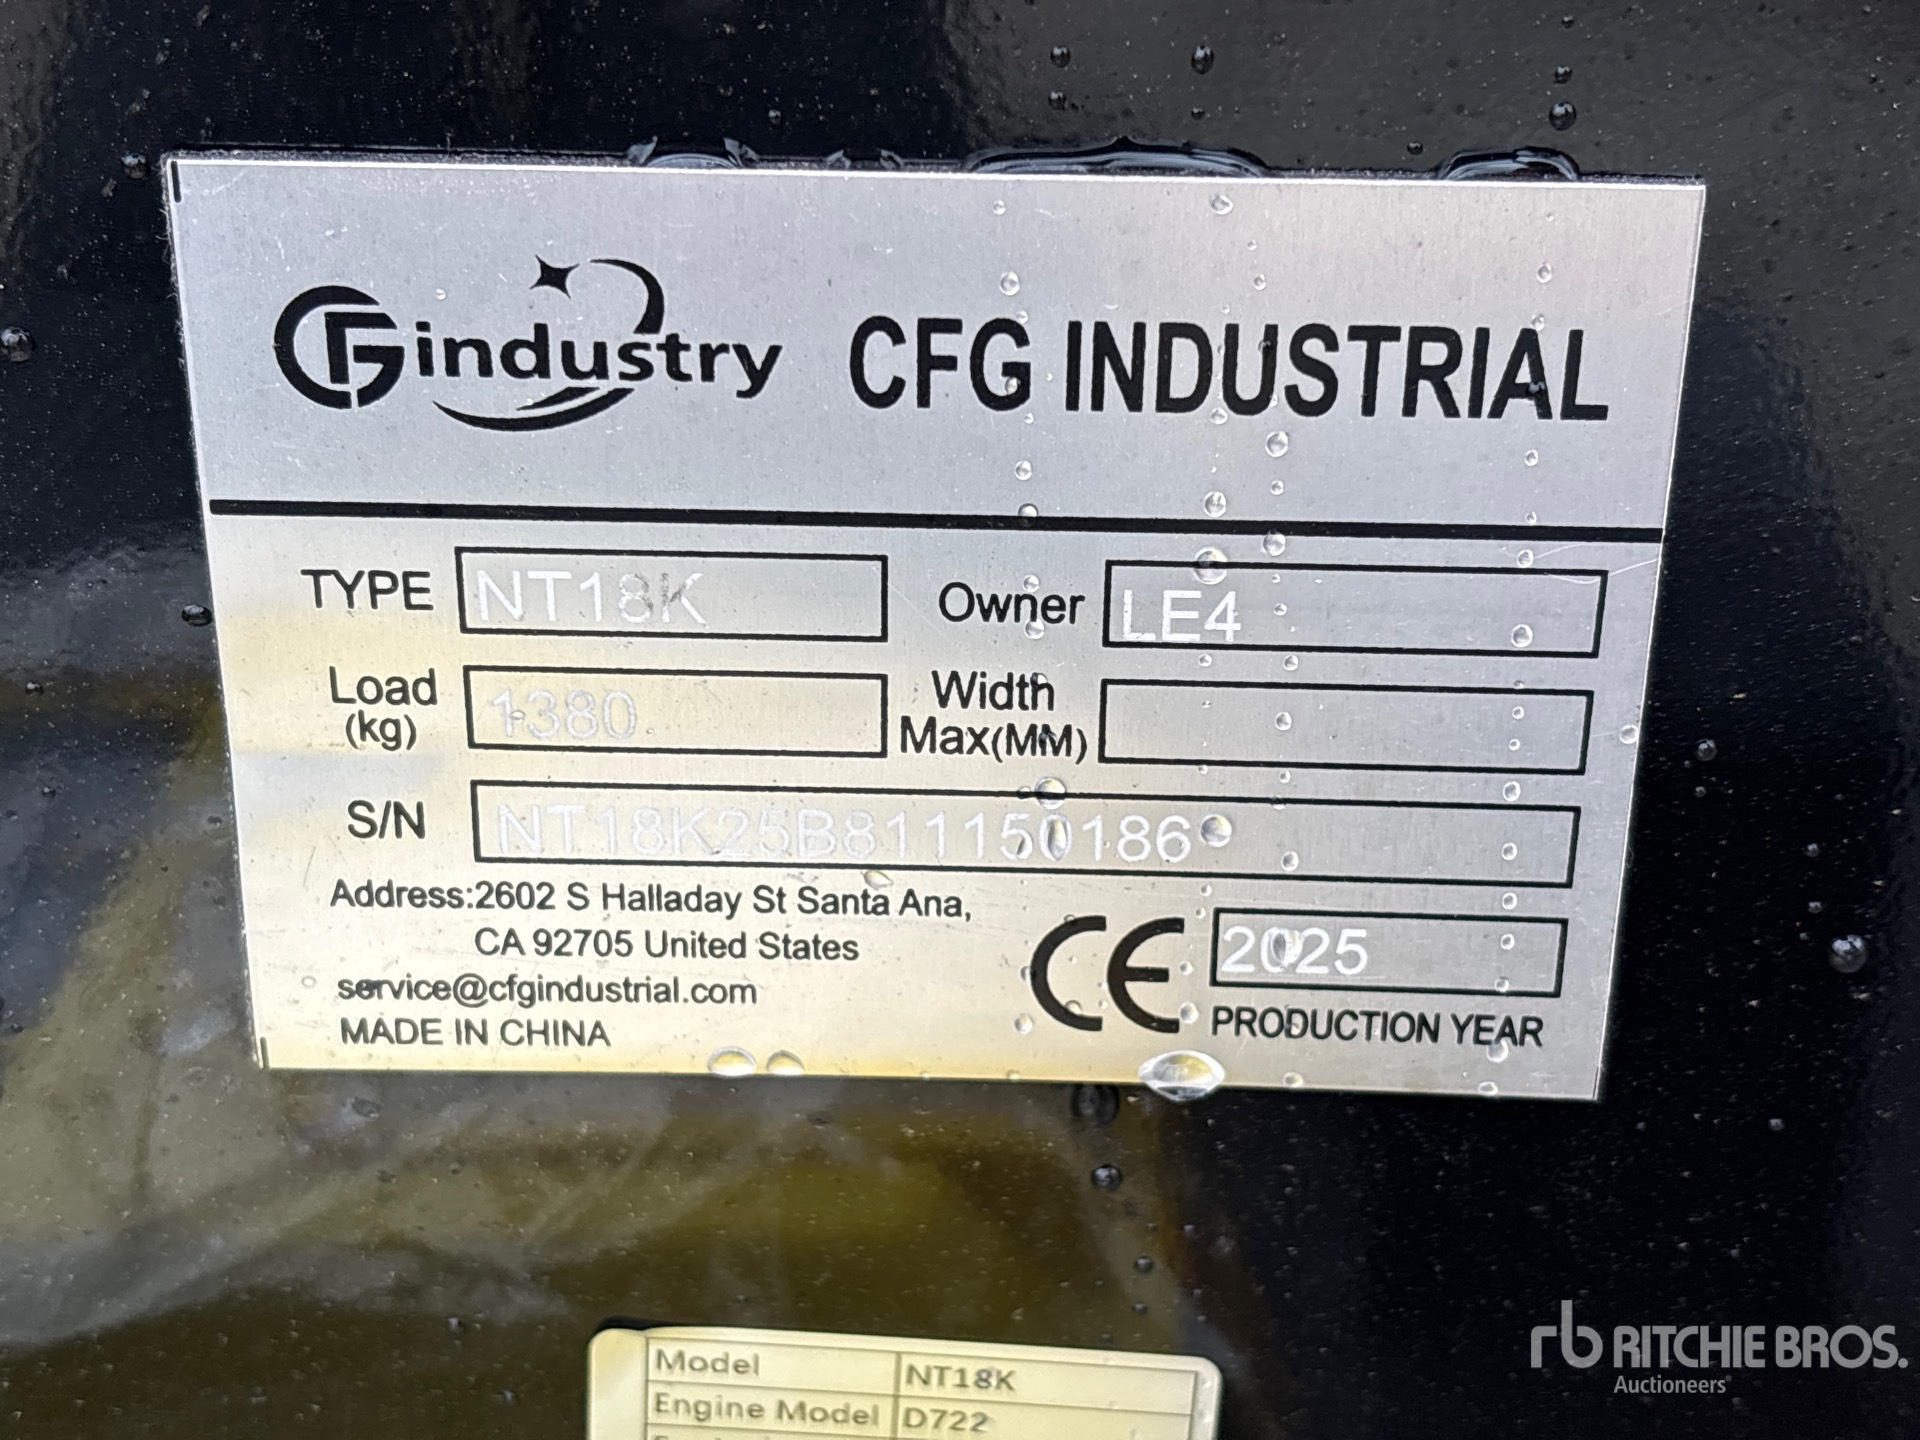 CFGindustry CFG INDUSTRIAL
TYPE NT18K Owner LE4
Load (kg) 1380 Width Max(MM)
S/N NT18K25B811150186
Address:2602 S Halladay St Santa Ana,
CA 92705 United States
service@cfgindustrial.com
MADE IN CHINA
CE 2025
PRODUCTION YEAR
Model NT18K
Engine Model D722
rb RITCHIE BROS.
Auctioneers